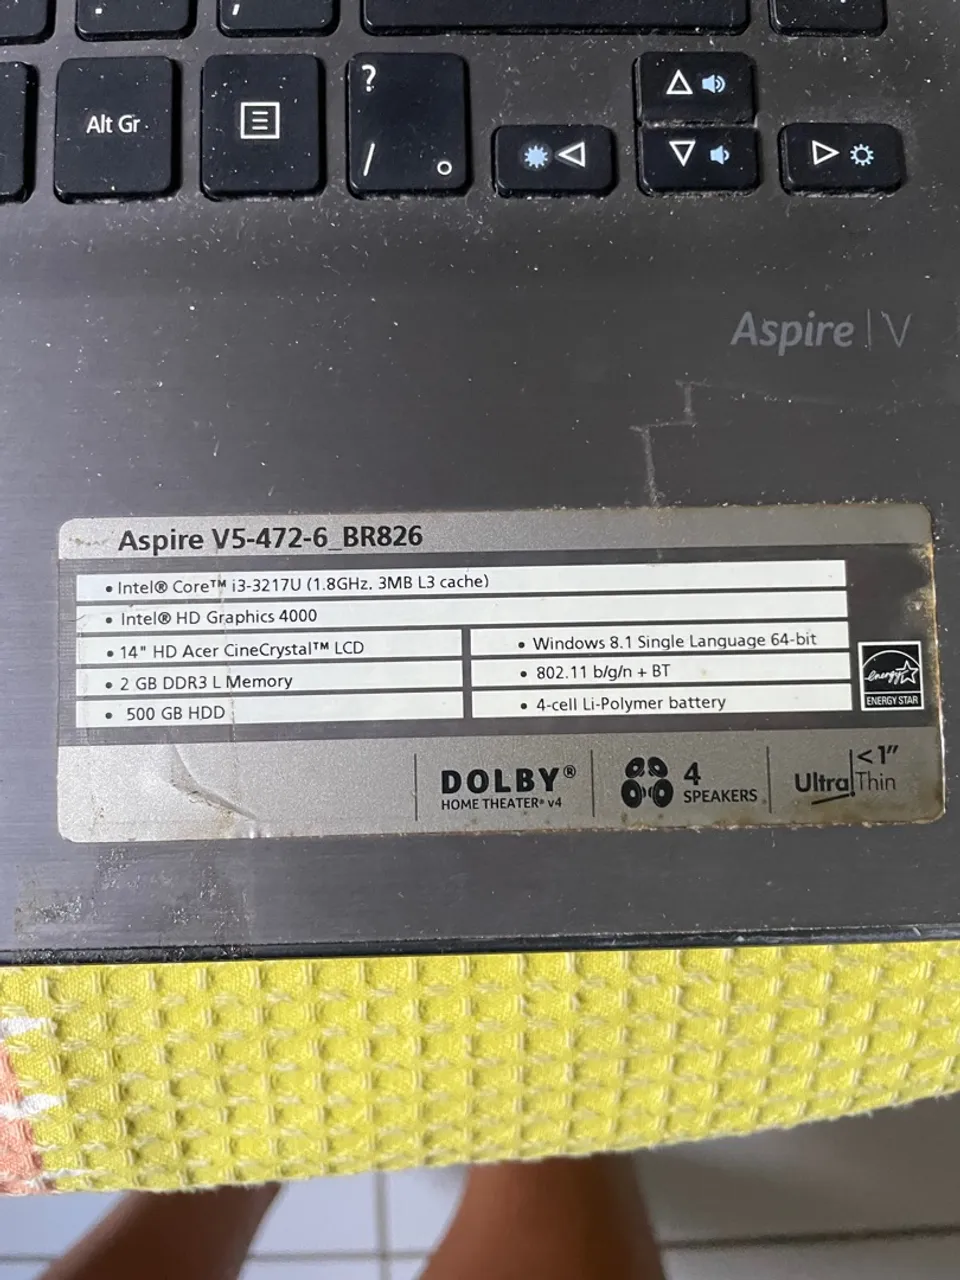 Alt Gr
?
/
°
Aspire | V
Aspire V5-472-6_BR826
• Intel® Core™ i3-3217U (1.8GHz, 3MB L3 cache)
• Intel® HD Graphics 4000
• 14" HD Acer CineCrystal™ LCD
• 2 GB DDR3 L Memory
• 500 GB HDD
• Windows 8.1 Single Language 64-bit
• 802.11 b/g/n + BT
• 4-cell Li-Polymer battery
energy
ENERGY STAR
DOLBY®
HOME THEATER® v4
4
SPEAKERS
<1"
Ultra Thin